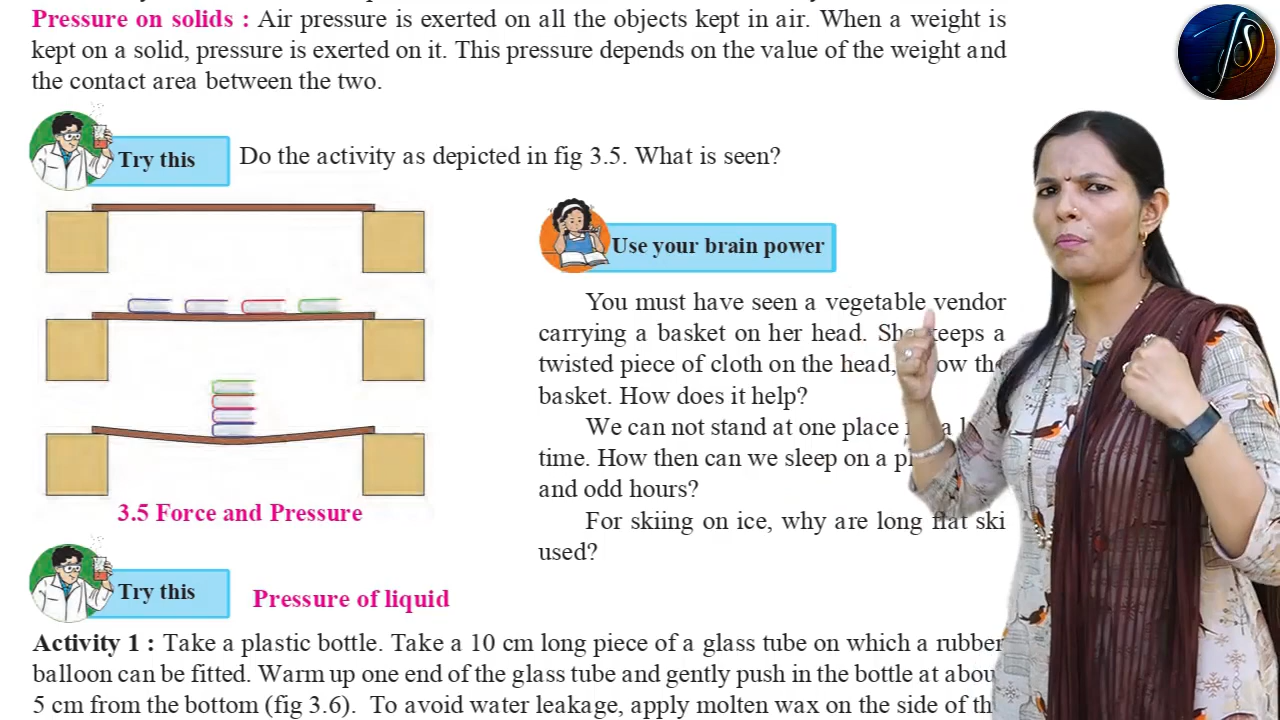 Pressure on solids : Air pressure is exerted on all the objects kept in air. When a weight is
kept on a solid, pressure is exerted on it. This pressure depends on the value of the weight and
the contact area between the two.
Try this
Do the activity as depicted in fig 3.5. What is seen?
3.5 Force and Pressure
Use your brain power
You must have seen a vegetable vendor
carrying a basket on her head. She keeps a
twisted piece of cloth on the head, the
basket. How does it help?
We can not stand at one place a
time. How then can we sleep on a
and odd hours?
For skiing on ice, why are long flat ski
used?
Try this
Pressure of liquid
Activity 1 : Take a plastic bottle. Take a 10 cm long piece of a glass tube on which a rubber
balloon can be fitted. Warm up one end of the glass tube and gently push in the bottle at about
5 cm from the bottom (fig 3.6). To avoid water leakage, apply molten wax on the side of